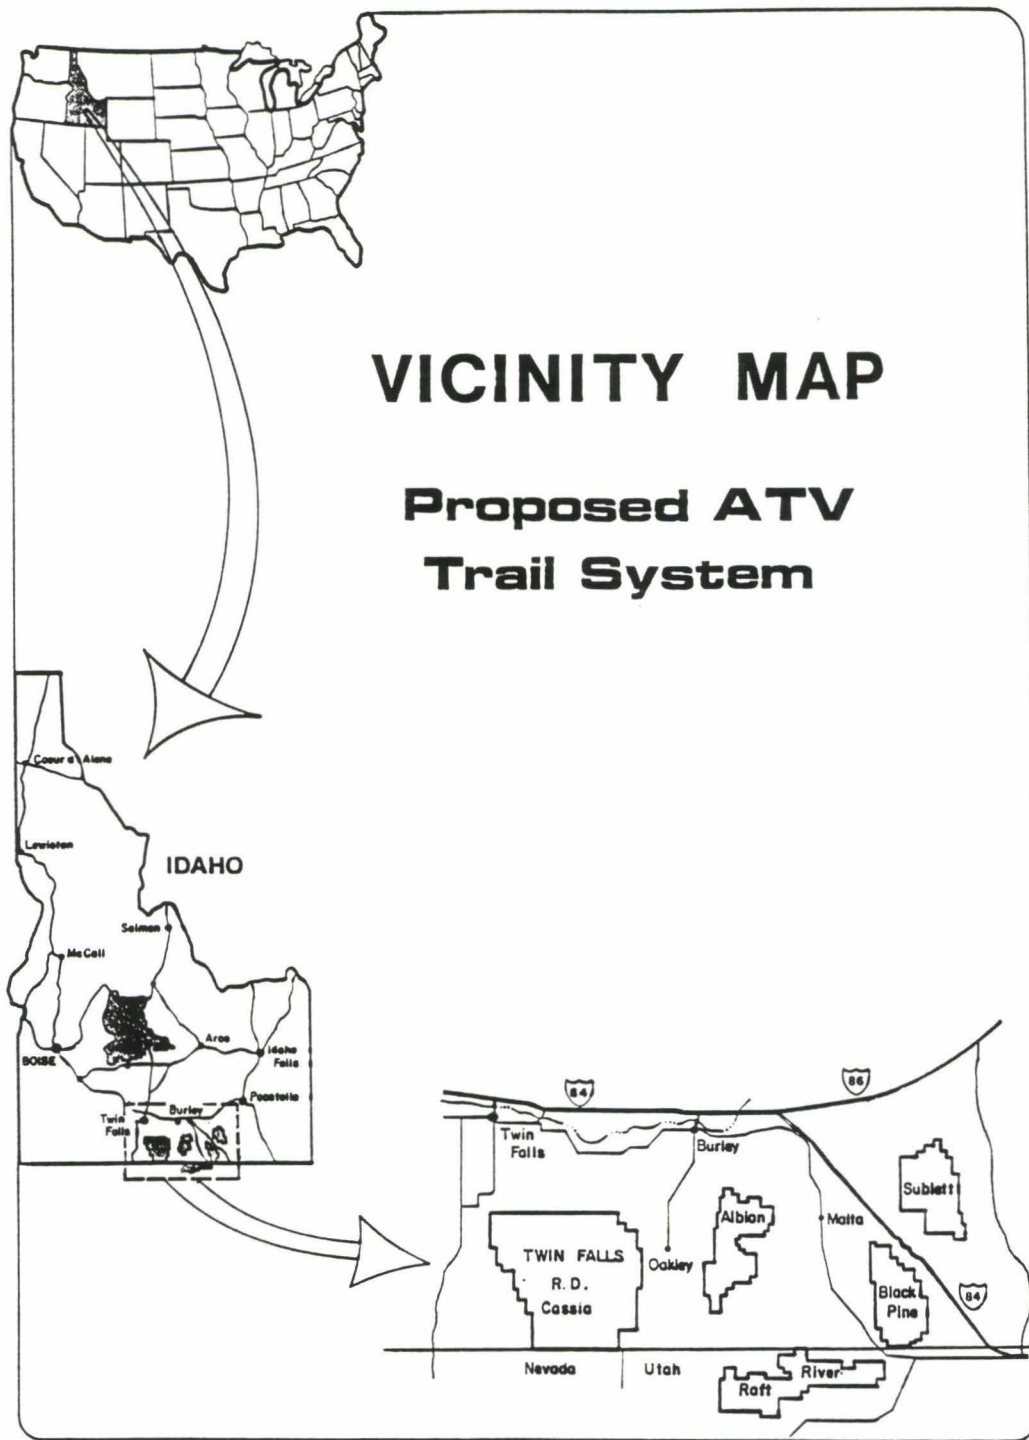 VICINITY MAP
Proposed ATV
Trail System
Coeur d' Alene
Lewiston
IDAHO
Salmon
McCall
BOISE
Arco
Idaho
Falls
Pocatello
Twin
Falls
Burley
84
86
Twin
Falls
Burley
Sublett
Albion
Malta
TWIN FALLS
R.D.
Cassia
Oakley
Black
Pine
84
Nevada
Utah
Raft
River